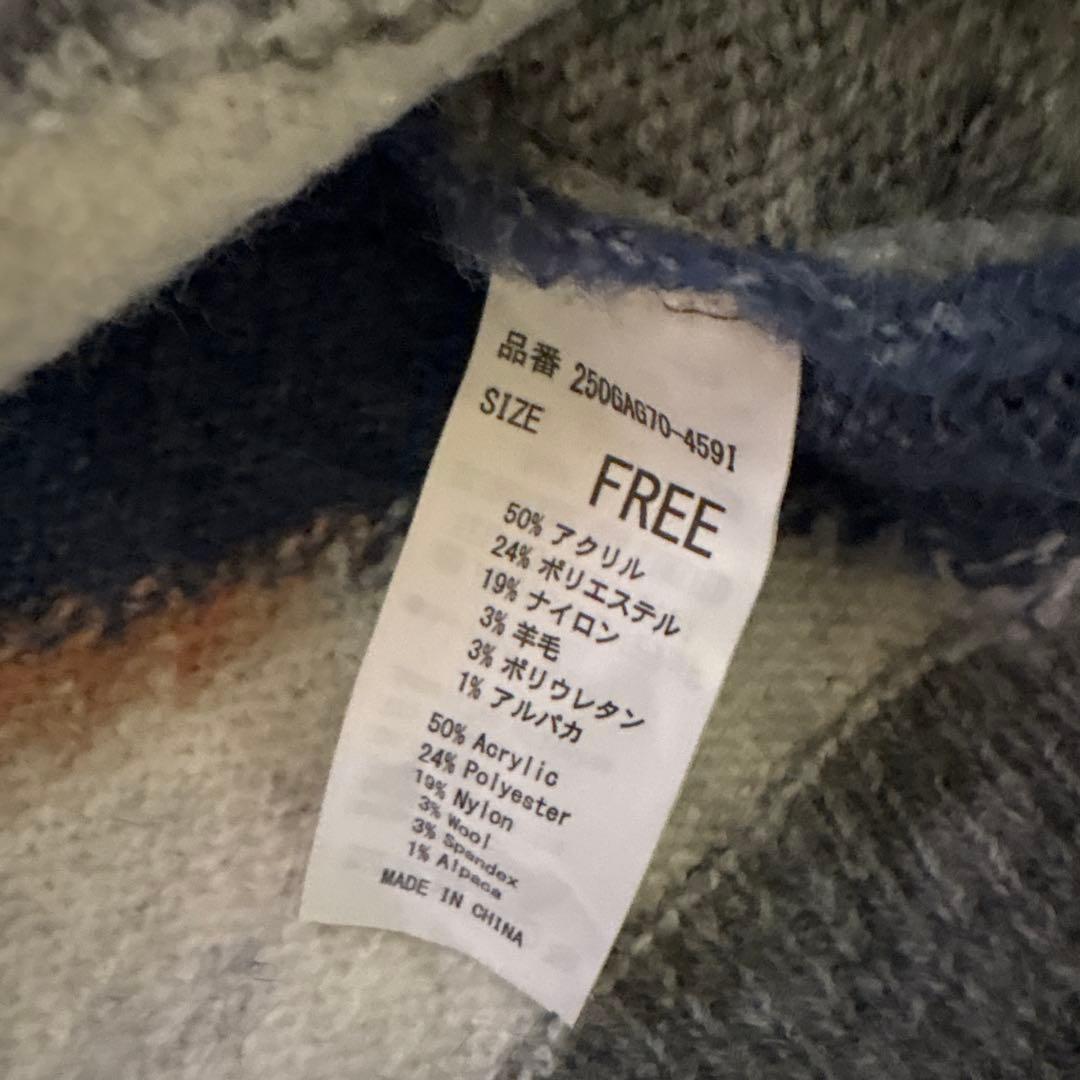 品番 25DGAG70-459I
SIZE
FREE
50% アクリル
24% ポリエステル
19% ナイロン
3% 羊毛
3% ポリウレタン
1% アルパカ
50% Acrylic
24% Polyester
19% Nylon
3% Wool
3% Spandex
1% Alpaca
MADE IN CHINA